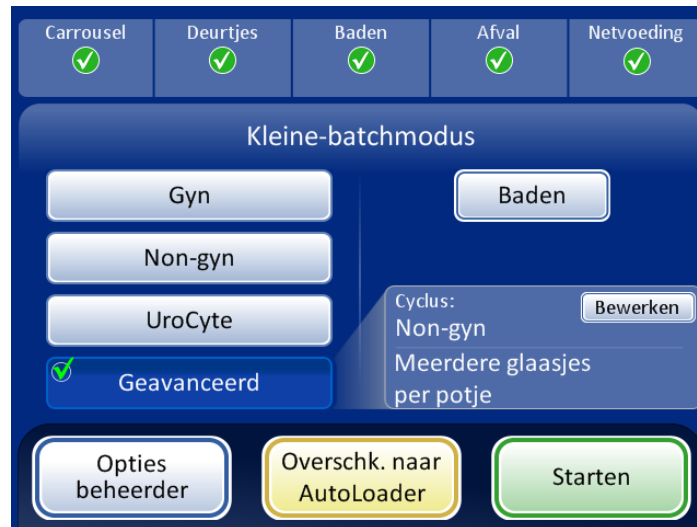 Carrousel
Deurtjes
Baden
Afval
Netvoeding
Kleine-batchmodus
Gyn
Non-gyn
UroCyte
Geavanceerd
Baden
Cyclus:
Non-gyn
Bewerken
Meerdere glaasjes
per potje
Opties
beheerder
Overschk. naar
AutoLoader
Starten